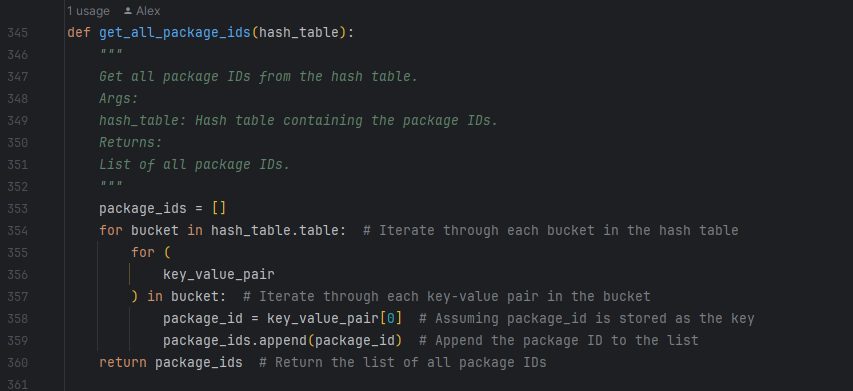 1 usage Alex
345 def get_all_package_ids(hash_table):
346 """
347 Get all package IDs from the hash table.
348 Args:
349 hash_table: Hash table containing the package IDs.
350 Returns:
351 List of all package IDs.
352 """
353 package_ids = []
354 for bucket in hash_table.table:  # Iterate through each bucket in the hash table
355 for (
356 key_value_pair
357 ) in bucket:  # Iterate through each key-value pair in the bucket
358 package_id = key_value_pair[0]  # Assuming package_id is stored as the key
359 package_ids.append(package_id)  # Append the package ID to the list
360 return package_ids  # Return the list of all package IDs
361